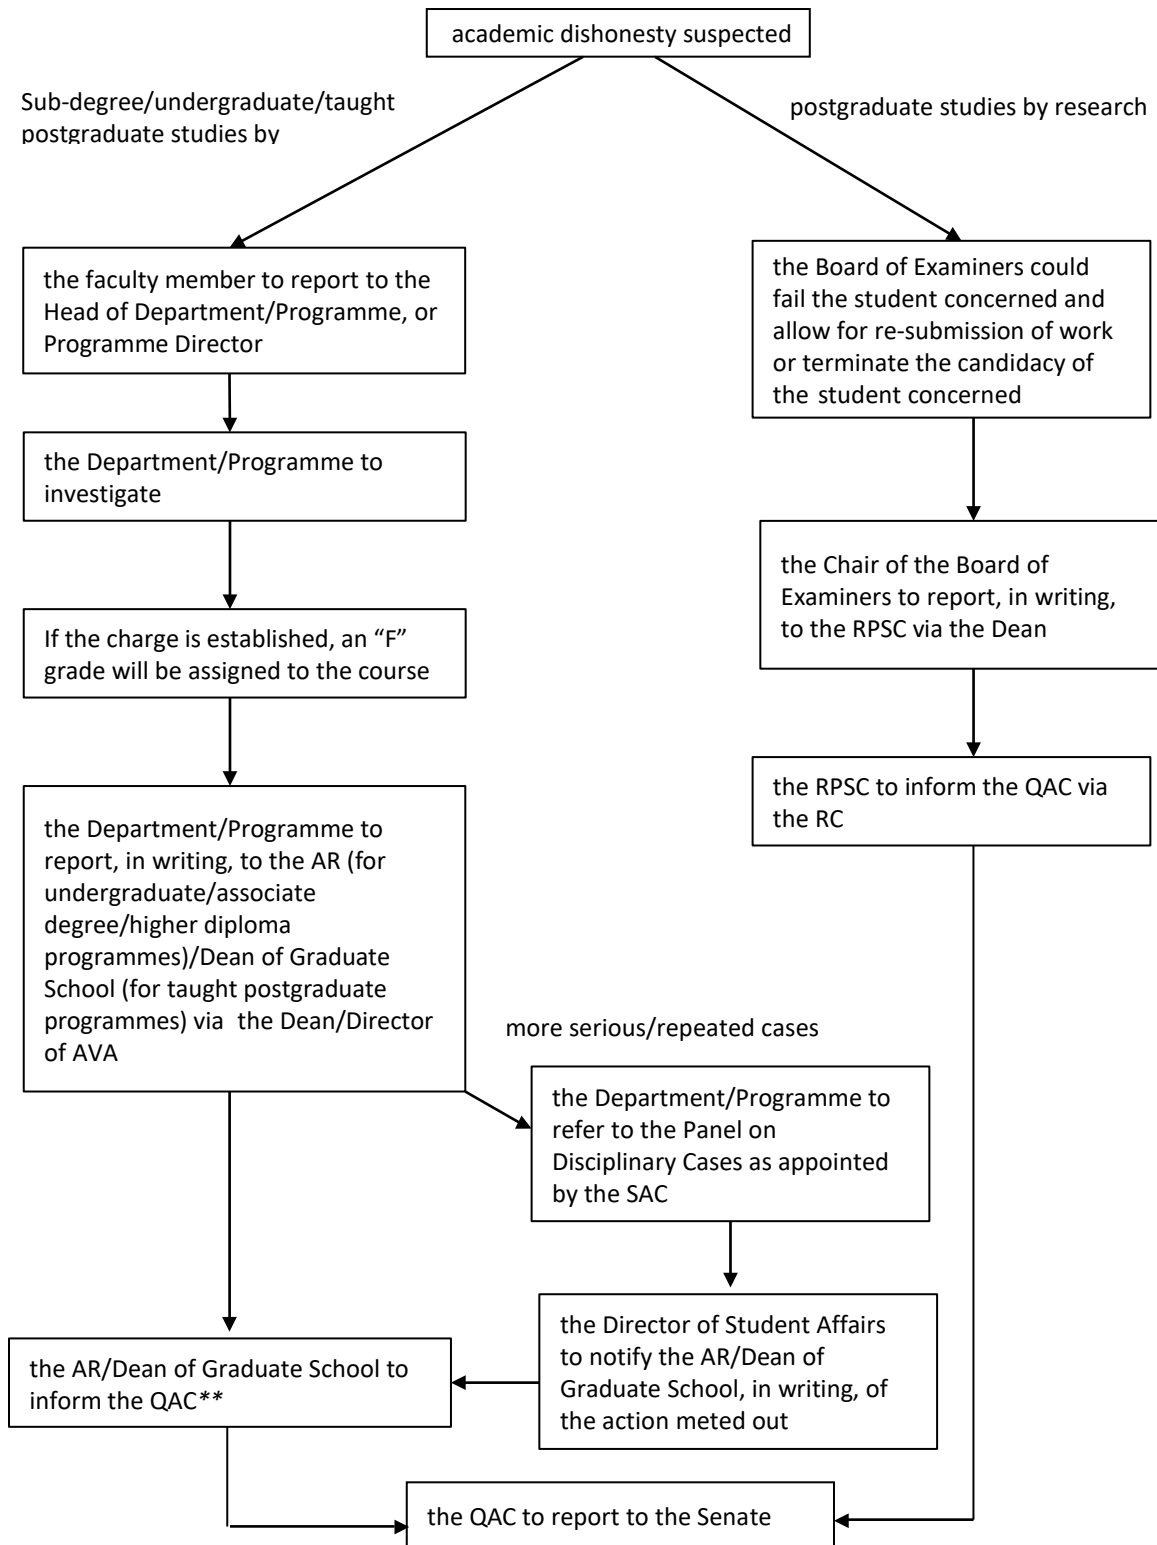 academic dishonesty suspected
Sub-degree/undergraduate/taught
postgraduate studies by
postgraduate studies by research
the faculty member to report to the
Head of Department/Programme, or
Programme Director
the Board of Examiners could
fail the student concerned and
allow for re-submission of work
or terminate the candidacy of
the student concerned
the Department/Programme to
investigate
the Chair of the Board of
Examiners to report, in writing,
to the RPSC via the Dean
If the charge is established, an “F”
grade will be assigned to the course
the RPSC to inform the QAC via
the RC
the Department/Programme to
report, in writing, to the AR (for
undergraduate/associate
degree/higher diploma
programmes)/Dean of Graduate
School (for taught postgraduate
programmes) via the Dean/Director
of AVA
more serious/repeated cases
the Department/Programme to
refer to the Panel on
Disciplinary Cases as appointed
by the SAC
the Director of Student Affairs
to notify the AR/Dean of
Graduate School, in writing, of
the action meted out
the AR/Dean of Graduate School to
inform the QAC**
the QAC to report to the Senate